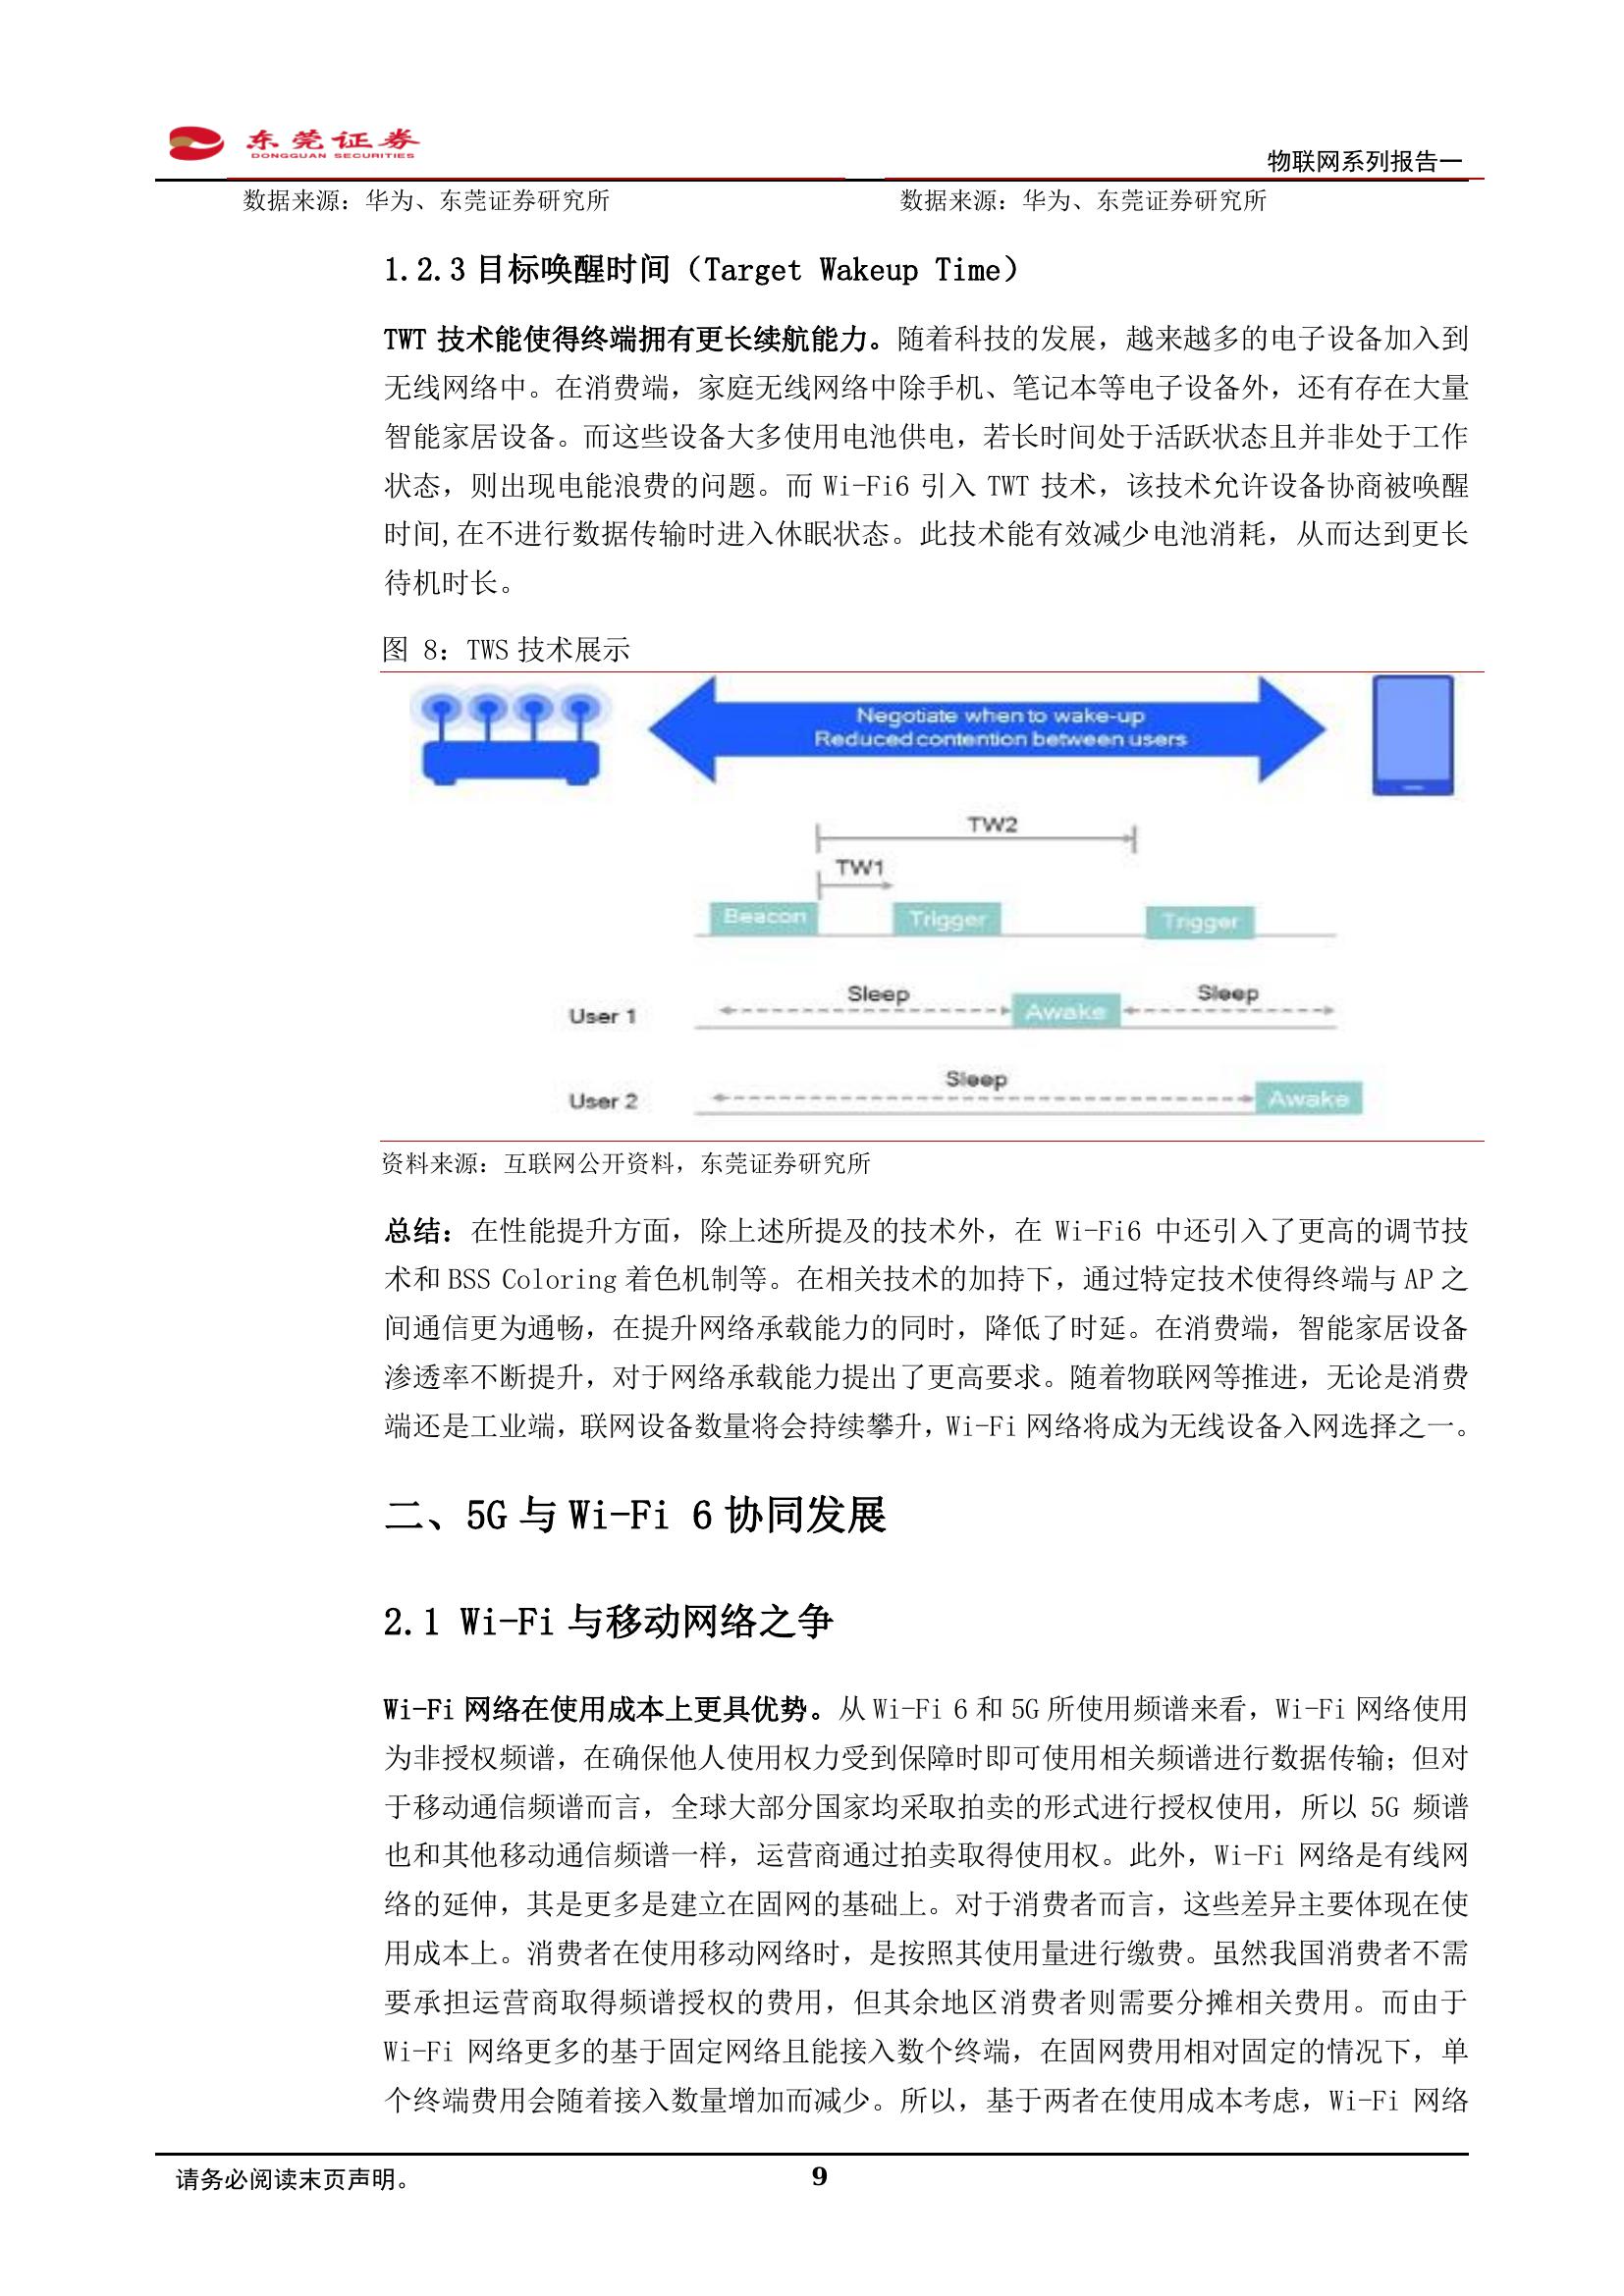 东莞证券
DONGGUAN SECURITIES
物联网系列报告一
数据来源：华为、东莞证券研究所
数据来源：华为、东莞证券研究所
1.2.3 目标唤醒时间（Target Wakeup Time）
TWT 技术能使得终端拥有更长续航能力。随着科技的发展，越来越多的电子设备加入到
无线网络中。在消费端，家庭无线网络中除手机、笔记本等电子设备外，还有存在大量
智能家居设备。而这些设备大多使用电池供电，若长时间处于活跃状态且并非处于工作
状态，则出现电能浪费的问题。而 Wi-Fi6 引入 TWT 技术，该技术允许设备协商被唤醒
时间,在不进行数据传输时进入休眠状态。此技术能有效减少电池消耗，从而达到更长
待机时长。
图 8：TWS 技术展示
Negotiate when to wake-up
Reduced contention between users
TW2
TW1
Beacon
Trigger
Trigger
Sleep
Sleep
User 1
Awake
Sleep
User 2
Awake
资料来源：互联网公开资料，东莞证券研究所
总结：在性能提升方面，除上述所提及的技术外，在 Wi-Fi6 中还引入了更高的调节技
术和 BSS Coloring 着色机制等。在相关技术的加持下，通过特定技术使得终端与 AP 之
间通信更为通畅，在提升网络承载能力的同时，降低了时延。在消费端，智能家居设备
渗透率不断提升，对于网络承载能力提出了更高要求。随着物联网等推进，无论是消费
端还是工业端，联网设备数量将会持续攀升，Wi-Fi 网络将成为无线设备入网选择之一。
二、5G 与 Wi-Fi 6 协同发展
2.1 Wi-Fi 与移动网络之争
Wi-Fi 网络在使用成本上更具优势。从 Wi-Fi 6 和 5G 所使用频谱来看，Wi-Fi 网络使用
为非授权频谱，在确保他人使用权力受到保障时即可使用相关频谱进行数据传输；但对
于移动通信频谱而言，全球大部分国家均采取拍卖的形式进行授权使用，所以 5G 频谱
也和其他移动通信频谱一样，运营商通过拍卖取得使用权。此外，Wi-Fi 网络是有线网
络的延伸，其是更多是建立在固网的基础上。对于消费者而言，这些差异主要体现在使
用成本上。消费者在使用移动网络时，是按照其使用量进行缴费。虽然我国消费者不需
要承担运营商取得频谱授权的费用，但其余地区消费者则需要分摊相关费用。而由于
Wi-Fi 网络更多的基于固定网络且能接入数个终端，在固网费用相对固定的情况下，单
个终端费用会随着接入数量增加而减少。所以，基于两者在使用成本考虑，Wi-Fi 网络
请务必阅读末页声明。
9